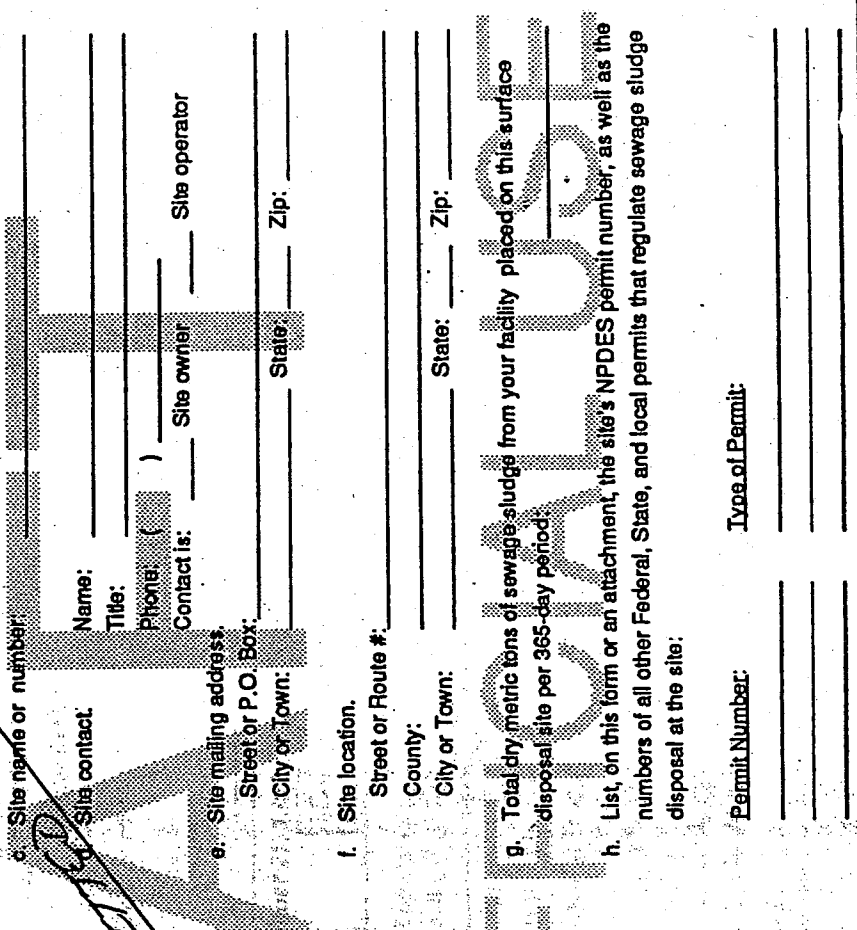 c. Site name or number:
Site contact.
Name:
Title:
Phone: ( )
Contact is: Site owner Site operator
e. Site mailing address.
Street or P.O. Box:
City or Town: State: Zip:
f. Site location.
Street or Route #:
County:
City or Town: State: Zip:
g. Total dry metric tons of sewage sludge from your facility placed on this surface
disposal site per 365-day period:
h. List, on this form or an attachment, the site's NPDES permit number, as well as the
numbers of all other Federal, State, and local permits that regulate sewage sludge
disposal at the site:
Permit Number: Type of Permit: